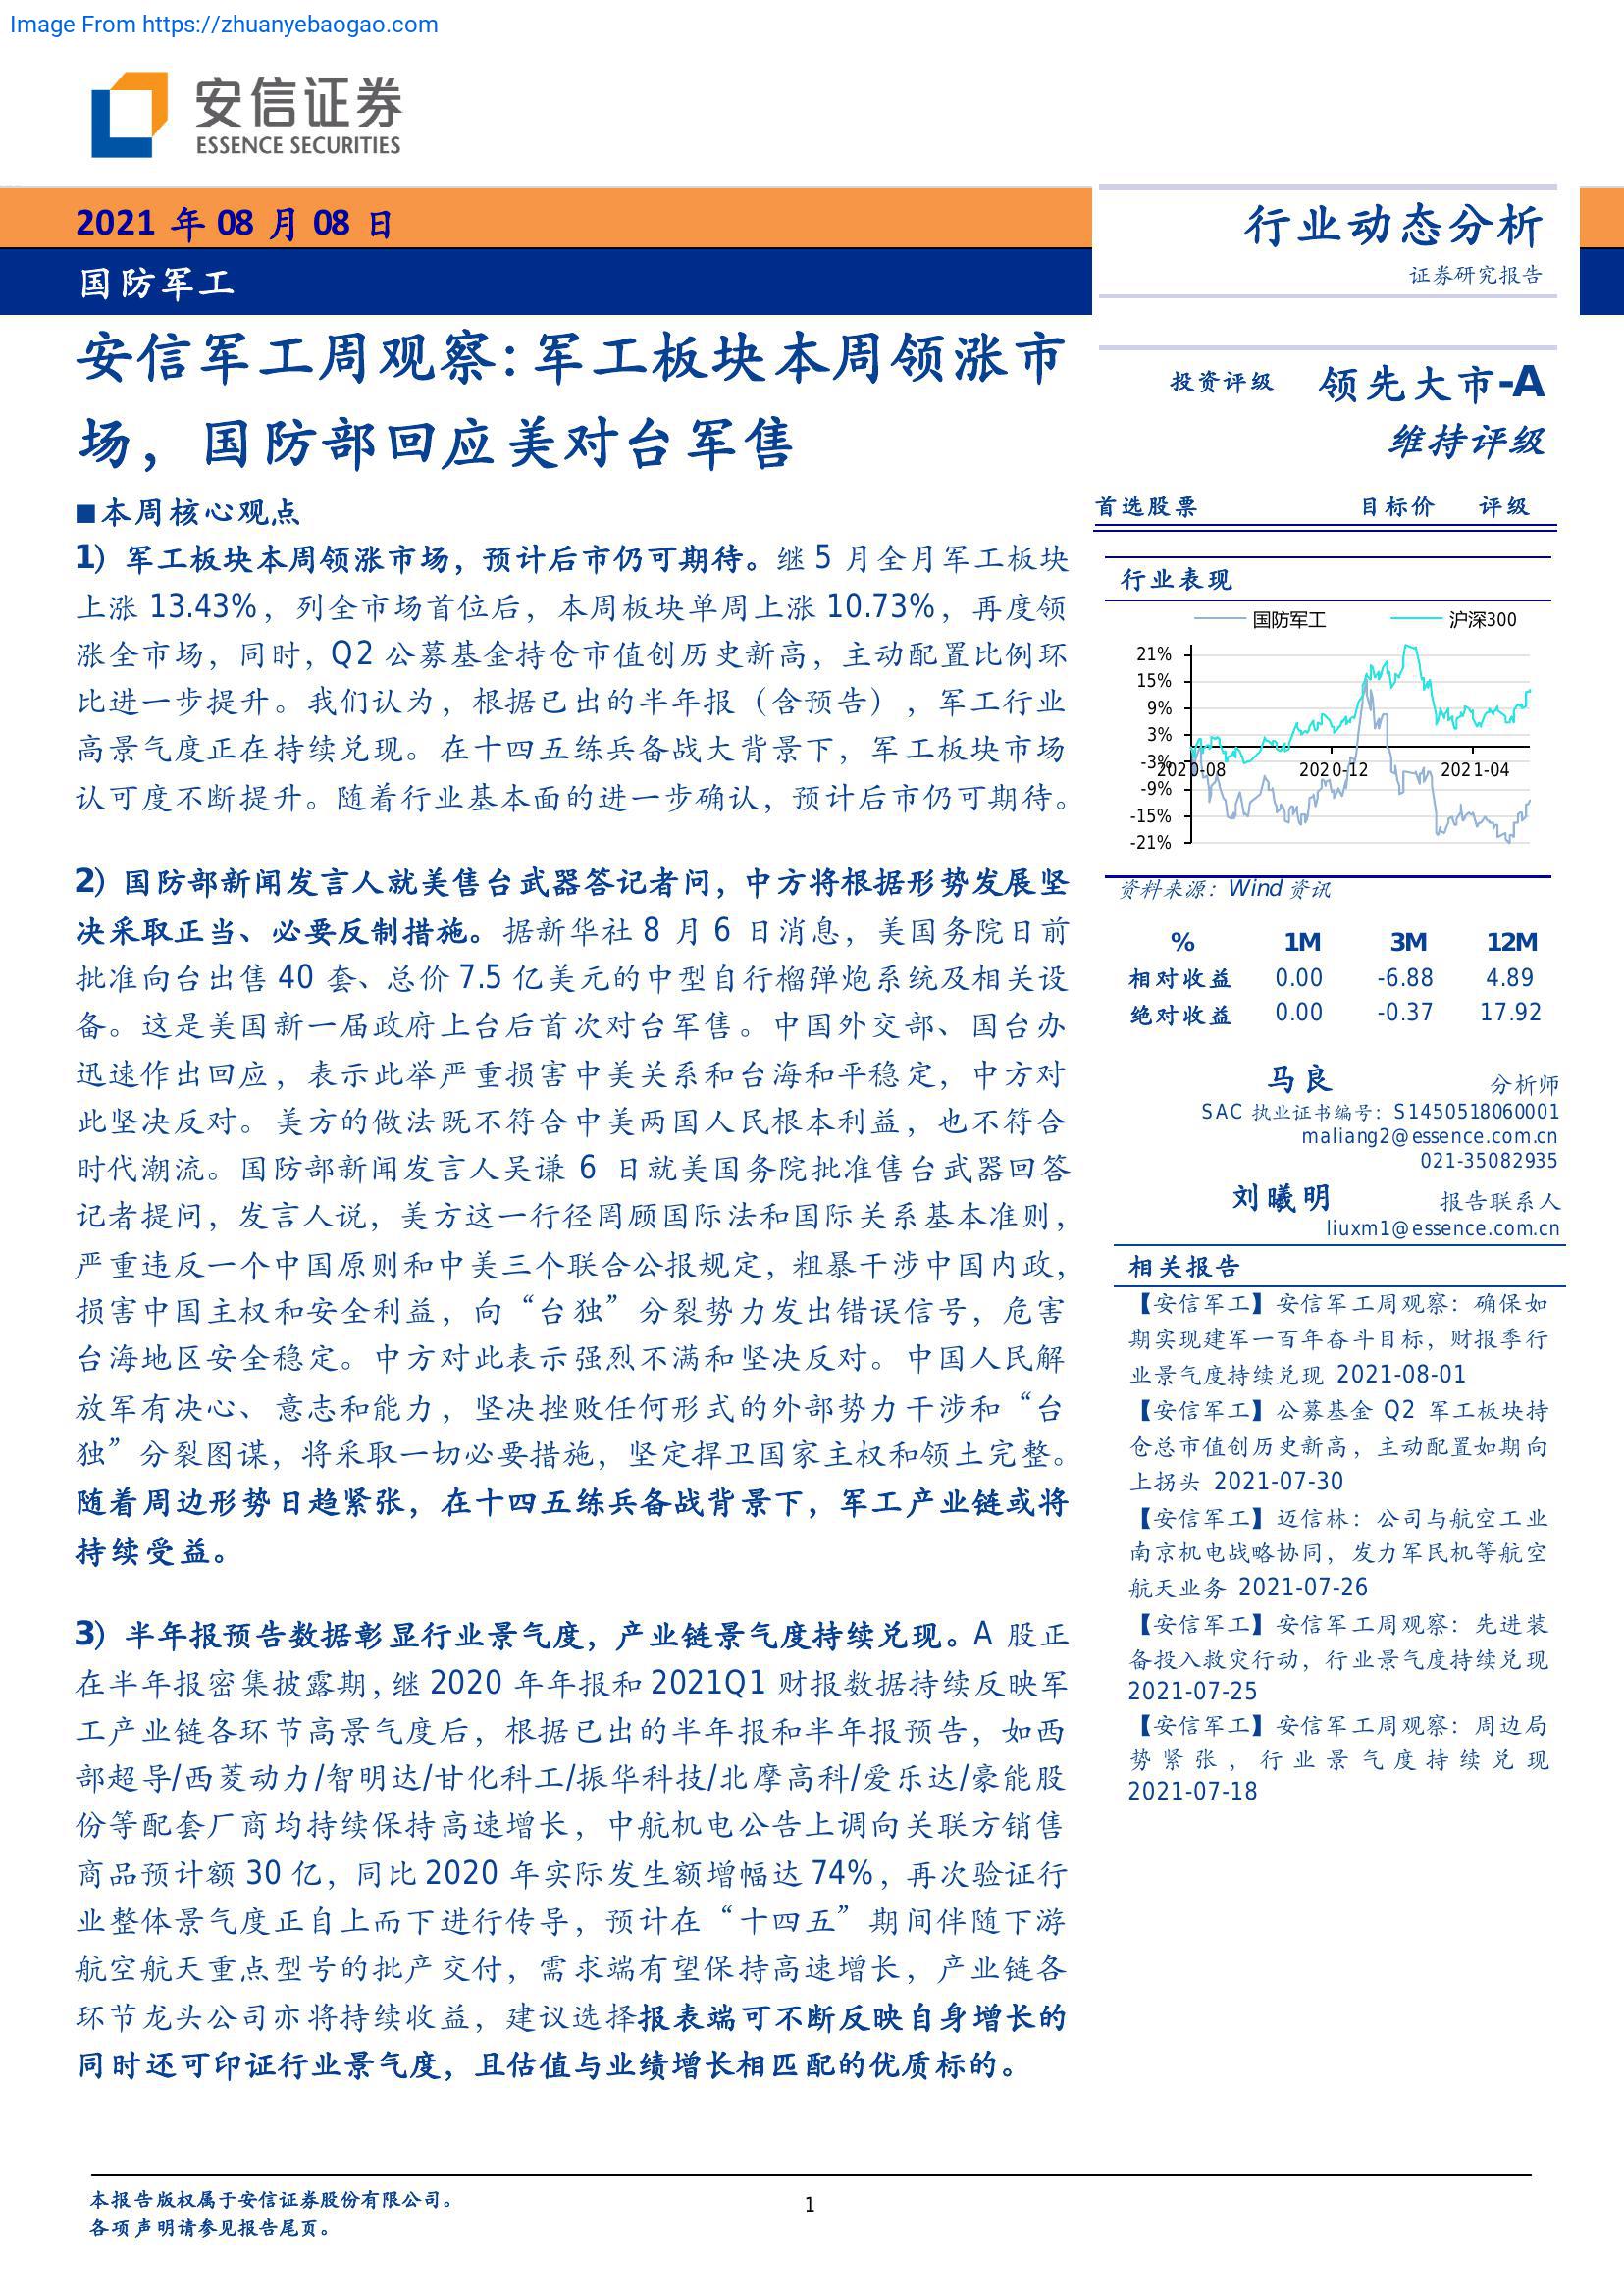 Image From https://zhuanyebaogao.com
安信证券
ESSENCE SECURITIES
2021 年 08 月 08 日
国防军工
安信军工周观察：军工板块本周领涨市
场，国防部回应美对台军售
■本周核心观点
1）军工板块本周领涨市场，预计后市仍可期待。继 5 月全月军工板块
上涨 13.43%，列全市场首位后，本周板块单周上涨 10.73%，再度领
涨全市场，同时，Q2 公募基金持仓市值创历史新高，主动配置比例环
比进一步提升。我们认为，根据已出的半年报（含预告），军工行业
高景气度正在持续兑现。在十四五练兵备战大背景下，军工板块市场
认可度不断提升。随着行业基本面的进一步确认，预计后市仍可期待。
2）国防部新闻发言人就美售台武器答记者问，中方将根据形势发展坚
决采取正当、必要反制措施。据新华社 8 月 6 日消息，美国务院日前
批准向台出售 40 套、总价 7.5 亿美元的中型自行榴弹炮系统及相关设
备。这是美国新一届政府上台后首次对台军售。中国外交部、国台办
迅速作出回应，表示此举严重损害中美关系和台海和平稳定，中方对
此坚决反对。美方的做法既不符合中美两国人民根本利益，也不符合
时代潮流。国防部新闻发言人吴谦 6 日就美国务院批准售台武器回答
记者提问，发言人说，美方这一行径罔顾国际法和国际关系基本准则，
严重违反一个中国原则和中美三个联合公报规定，粗暴干涉中国内政，
损害中国主权和安全利益，向“台独”分裂势力发出错误信号，危害
台海地区安全稳定。中方对此表示强烈不满和坚决反对。中国人民解
放军有决心、意志和能力，坚决挫败任何形式的外部势力干涉和“台
独”分裂图谋，将采取一切必要措施，坚定捍卫国家主权和领土完整。
随着周边形势日趋紧张，在十四五练兵备战背景下，军工产业链或将
持续受益。
3）半年报预告数据彰显行业景气度，产业链景气度持续兑现。A 股正
在半年报密集披露期，继 2020 年年报和 2021Q1 财报数据持续反映军
工产业链各环节高景气度后，根据已出的半年报和半年报预告，如西
部超导/西菱动力/智明达/甘化科工/振华科技/北摩高科/爱乐达/豪能股
份等配套厂商均持续保持高速增长，中航机电公告上调向关联方销售
商品预计额 30 亿，同比 2020 年实际发生额增幅达 74%，再次验证行
业整体景气度正自上而下进行传导，预计在“十四五”期间伴随下游
航空航天重点型号的批产交付，需求端有望保持高速增长，产业链各
环节龙头公司亦将持续收益，建议选择报表端可不断反映自身增长的
同时还可印证行业景气度，且估值与业绩增长相匹配的优质标的。
行业动态分析
证券研究报告
投资评级 领先大市-A
维持评级
首选股票 目标价 评级
行业表现
国防军工 沪深300
21%
15%
9%
3%
-3%
2020-08 2020-12 2021-04
-9%
-15%
-21%
资料来源：Wind 资讯
% 1M 3M 12M
相对收益 0.00 -6.88 4.89
绝对收益 0.00 -0.37 17.92
马良 分析师
SAC 执业证书编号：S1450518060001
maliang2@essence.com.cn
021-35082935
刘曦明 报告联系人
liuxm1@essence.com.cn
相关报告
【安信军工】安信军工周观察：确保如
期实现建军一百年奋斗目标，财报季行
业景气度持续兑现 2021-08-01
【安信军工】公募基金 Q2 军工板块持
仓总市值创历史新高，主动配置如期向
上拐头 2021-07-30
【安信军工】迈信林：公司与航空工业
南京机电战略协同，发力军民机等航空
航天业务 2021-07-26
【安信军工】安信军工周观察：先进装
备投入救灾行动，行业景气度持续兑现
2021-07-25
【安信军工】安信军工周观察：周边局
势紧张，行业景气度持续兑现
2021-07-18
本报告版权属于安信证券股份有限公司。
各项声明请参见报告尾页。
1